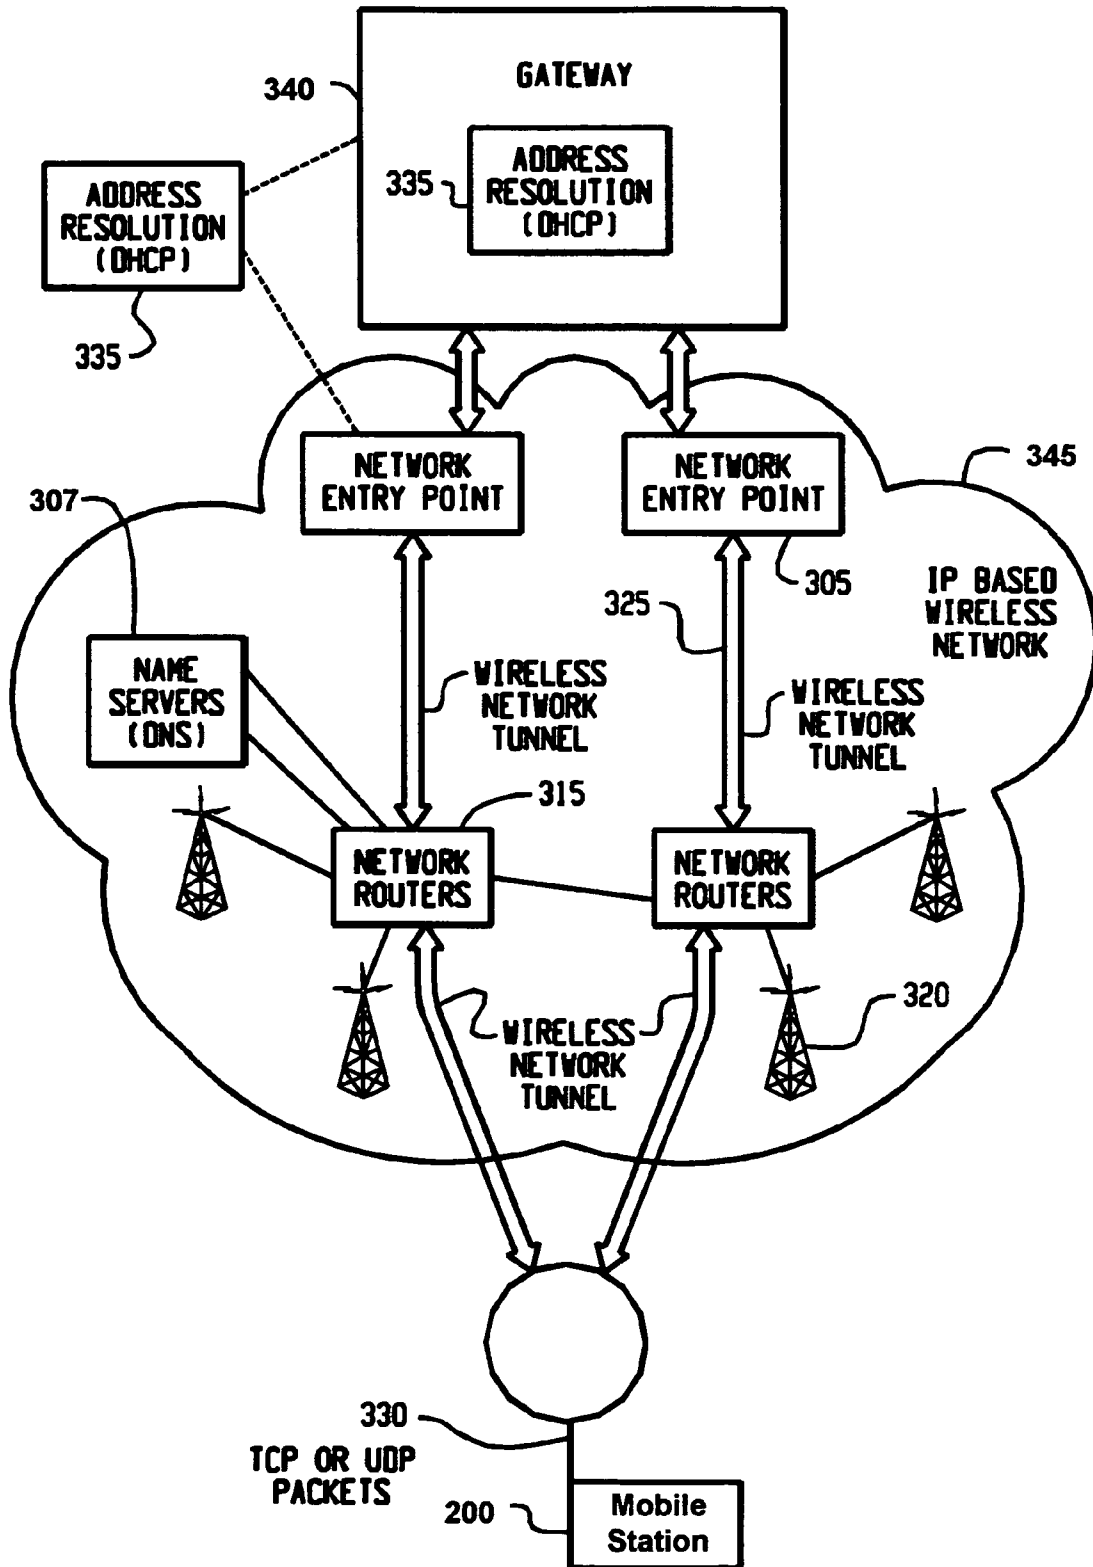 GATEWAY
340
ADDRESS
RESOLUTION
(DHCP)
335
ADDRESS
RESOLUTION
(DHCP)
335
NETWORK
ENTRY POINT
NETWORK
ENTRY POINT
345
307
305
325
IP BASED
WIRELESS
NETWORK
NAME
SERVERS
(DNS)
WIRELESS
NETWORK
TUNNEL
WIRELESS
NETWORK
TUNNEL
315
NETWORK
ROUTERS
NETWORK
ROUTERS
320
WIRELESS
NETWORK
TUNNEL
330
TCP OR UDP
PACKETS
200
Mobile
Station